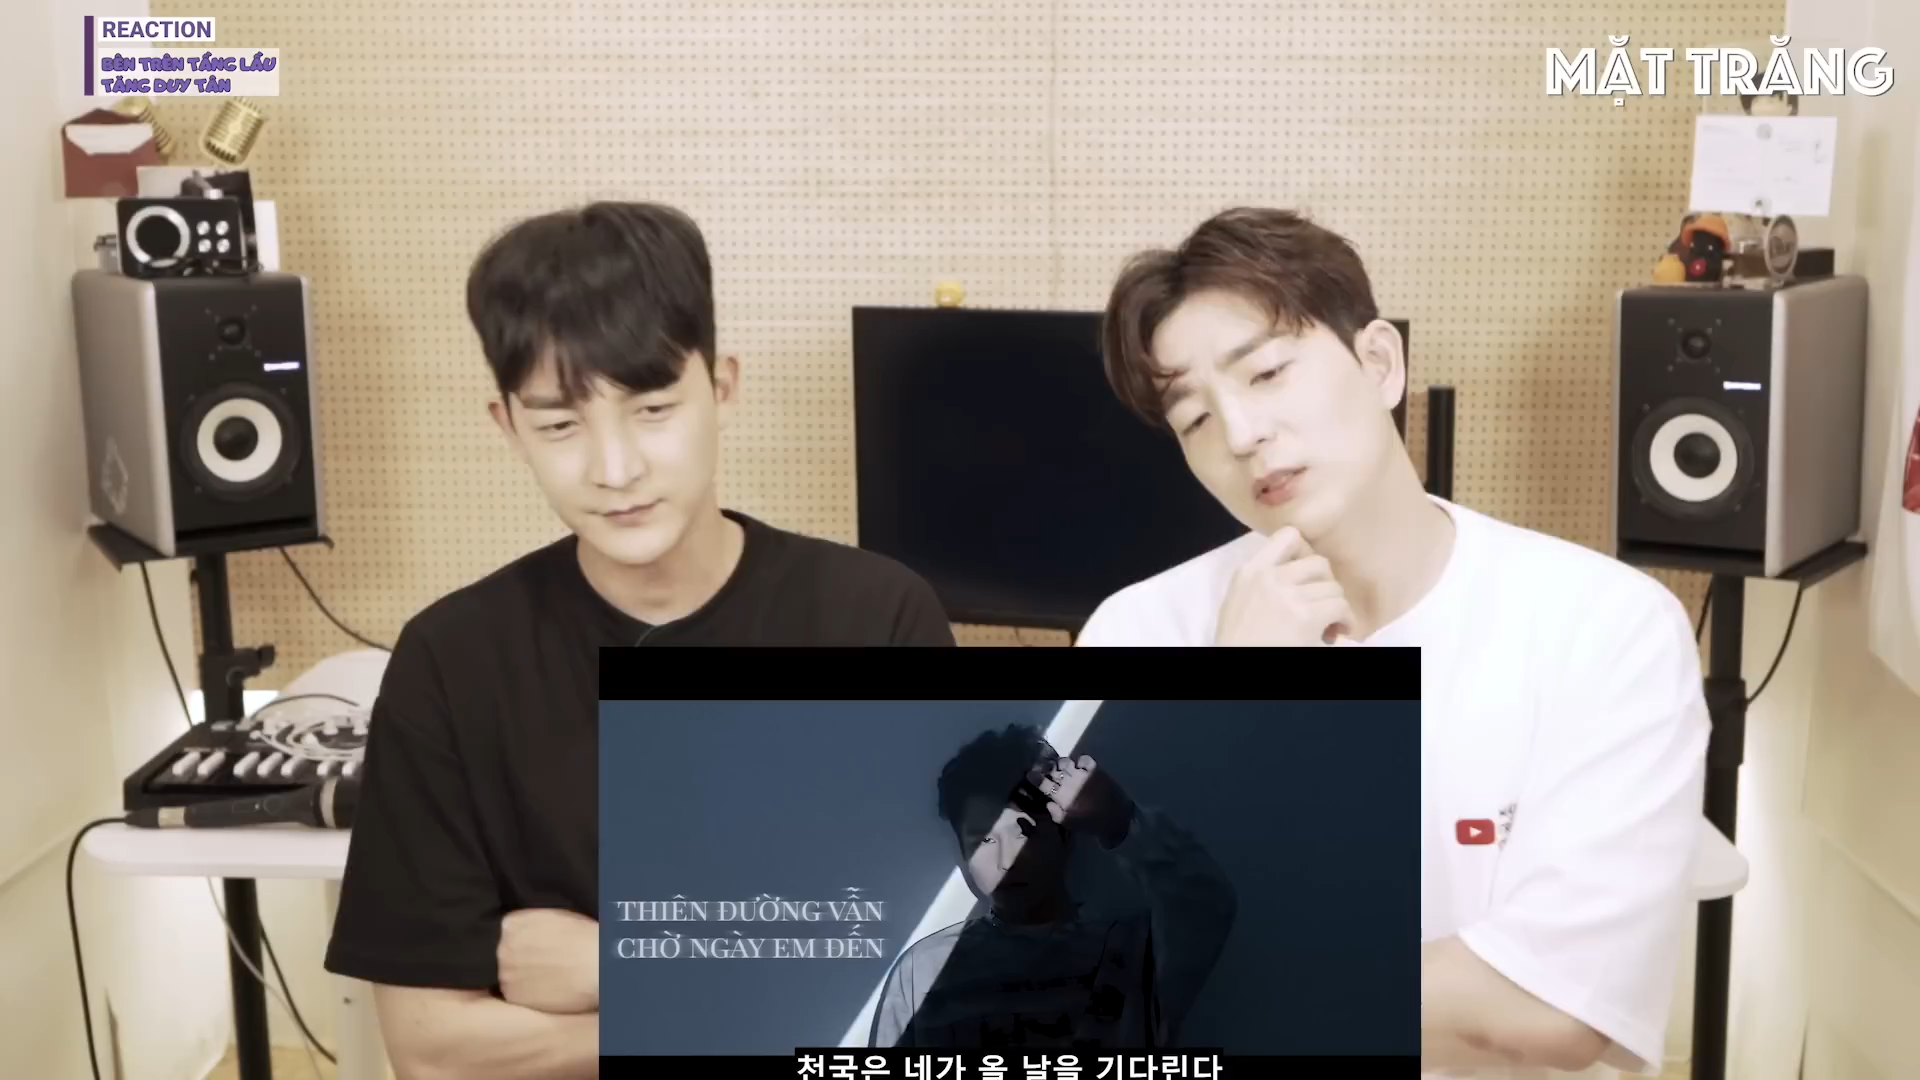 REACTION
BÊN TRÊN TẦNG LẦU
TĂNG DUY TÂN
MẶT TRĂNG
THIÊN ĐƯỜNG VẪN
CHỜ NGÀY EM ĐẾN
천국은 네가 올 날을 기다린다